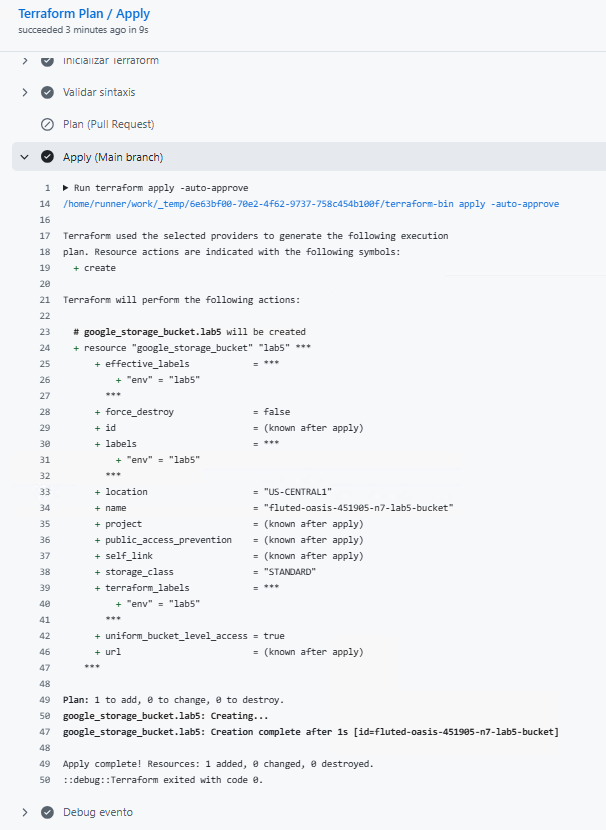 Terraform Plan / Apply
succeeded 3 minutes ago in 9s
Inicializar Terraform
Validar sintaxis
Plan (Pull Request)
Apply (Main branch)
1 ▶ Run terraform apply -auto-approve
14 /home/runner/work/_temp/6e63bf00-70e2-4f62-9737-758c454b100f/terraform-bin apply -auto-approve
16
17 Terraform used the selected providers to generate the following execution
18 plan. Resource actions are indicated with the following symbols:
19   + create
20
21 Terraform will perform the following actions:
22
23   # google_storage_bucket.lab5 will be created
24   + resource "google_storage_bucket" "lab5" ***
25       + effective_labels            = ***
26           + "env" = "lab5"
27         ***
28       + force_destroy               = false
29       + id                          = (known after apply)
30       + labels                      = ***
31           + "env" = "lab5"
32         ***
33       + location                    = "US-CENTRAL1"
34       + name                        = "fluted-oasis-451905-n7-lab5-bucket"
35       + project                     = (known after apply)
36       + public_access_prevention    = (known after apply)
37       + self_link                   = (known after apply)
38       + storage_class               = "STANDARD"
39       + terraform_labels            = ***
40           + "env" = "lab5"
41         ***
42       + uniform_bucket_level_access = true
46       + url                         = (known after apply)
47     ***
48
49 Plan: 1 to add, 0 to change, 0 to destroy.
50 google_storage_bucket.lab5: Creating...
47 google_storage_bucket.lab5: Creation complete after 1s [id=fluted-oasis-451905-n7-lab5-bucket]
48
49 Apply complete! Resources: 1 added, 0 changed, 0 destroyed.
50 ::debug::Terraform exited with code 0.
Debug evento